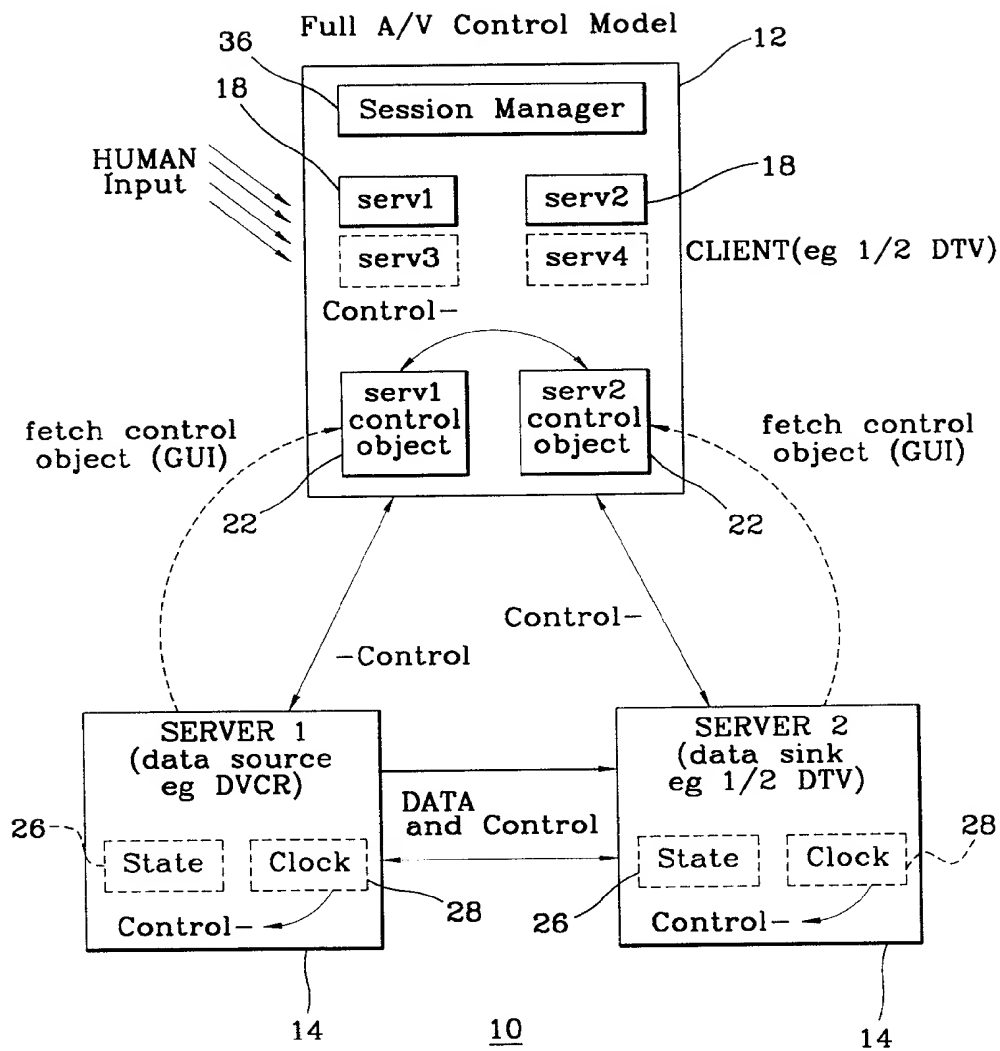 Full A/V Control Model
36
12
18
Session Manager
HUMAN
Input
serv1
serv2
18
serv3
serv4
CLIENT(eg 1/2 DTV)
Control-
serv1
control
object
serv2
control
object
fetch control
object (GUI)
fetch control
object (GUI)
22
22
Control-
-Control
SERVER 1
(data source
eg DVCR)
SERVER 2
(data sink
eg 1/2 DTV)
DATA
and Control
26
State
Clock
28
State
Clock
28
26
Control-
Control-
14
10
14